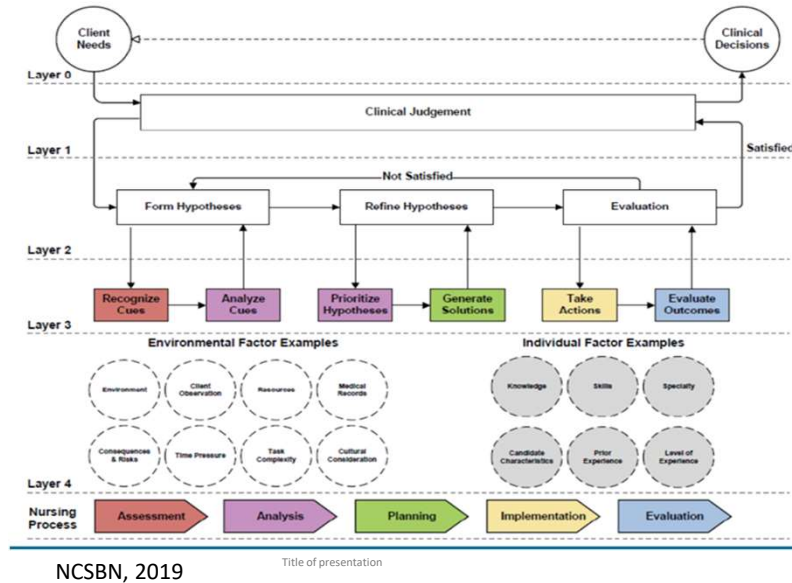 Client
Needs
Clinical
Decisions
Layer 0
Clinical Judgement
Layer 1
Satisfied
Not Satisfied
Form Hypotheses
Refine Hypotheses
Evaluation
Layer 2
Recognize
Cues
Analyze
Cues
Prioritize
Hypotheses
Generate
Solutions
Take
Actions
Evaluate
Outcomes
Layer 3
Environmental Factor Examples
Individual Factor Examples
Environment
Client
Observation
Resources
Medical
Records
Knowledge
Skills
Specialty
Consequences
& Risks
Time Pressure
Task
Complexity
Cultural
Consideration
Candidate
Characteristics
Prior
Experience
Level of
Experience
Layer 4
Nursing
Process
Assessment
Analysis
Planning
Implementation
Evaluation
NCSBN, 2019
Title of presentation